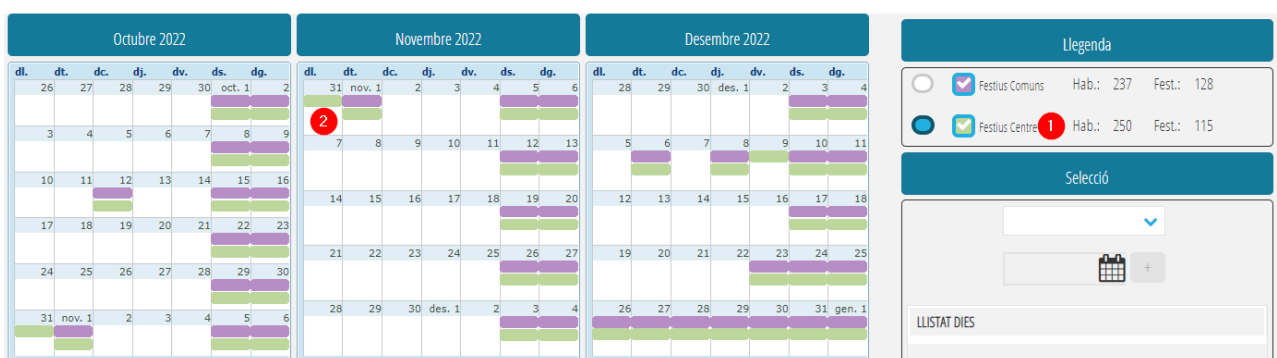 Octubre 2022
dl. dt. dc. dj. dv. ds. dg.
26 27 28 29 30 oct. 1 2
3 4 5 6 7 8 9
10 11 12 13 14 15 16
17 18 19 20 21 22 23
24 25 26 27 28 29 30
31 nov. 1 2 3 4 5 6
Novembre 2022
dl. dt. dc. dj. dv. ds. dg.
31 nov. 1 2 3 4 5 6
2
7 8 9 10 11 12 13
14 15 16 17 18 19 20
21 22 23 24 25 26 27
28 29 30 des. 1 2 3 4
Desembre 2022
dl. dt. dc. dj. dv. ds. dg.
28 29 30 des. 1 2 3 4
5 6 7 8 9 10 11
12 13 14 15 16 17 18
19 20 21 22 23 24 25
26 27 28 29 30 31 gen. 1
Llegenda
Festius Comuns Hab.: 237 Fest.: 128
Festius Centre 1 Hab.: 250 Fest.: 115
Selecció
+
LLISTAT DIES